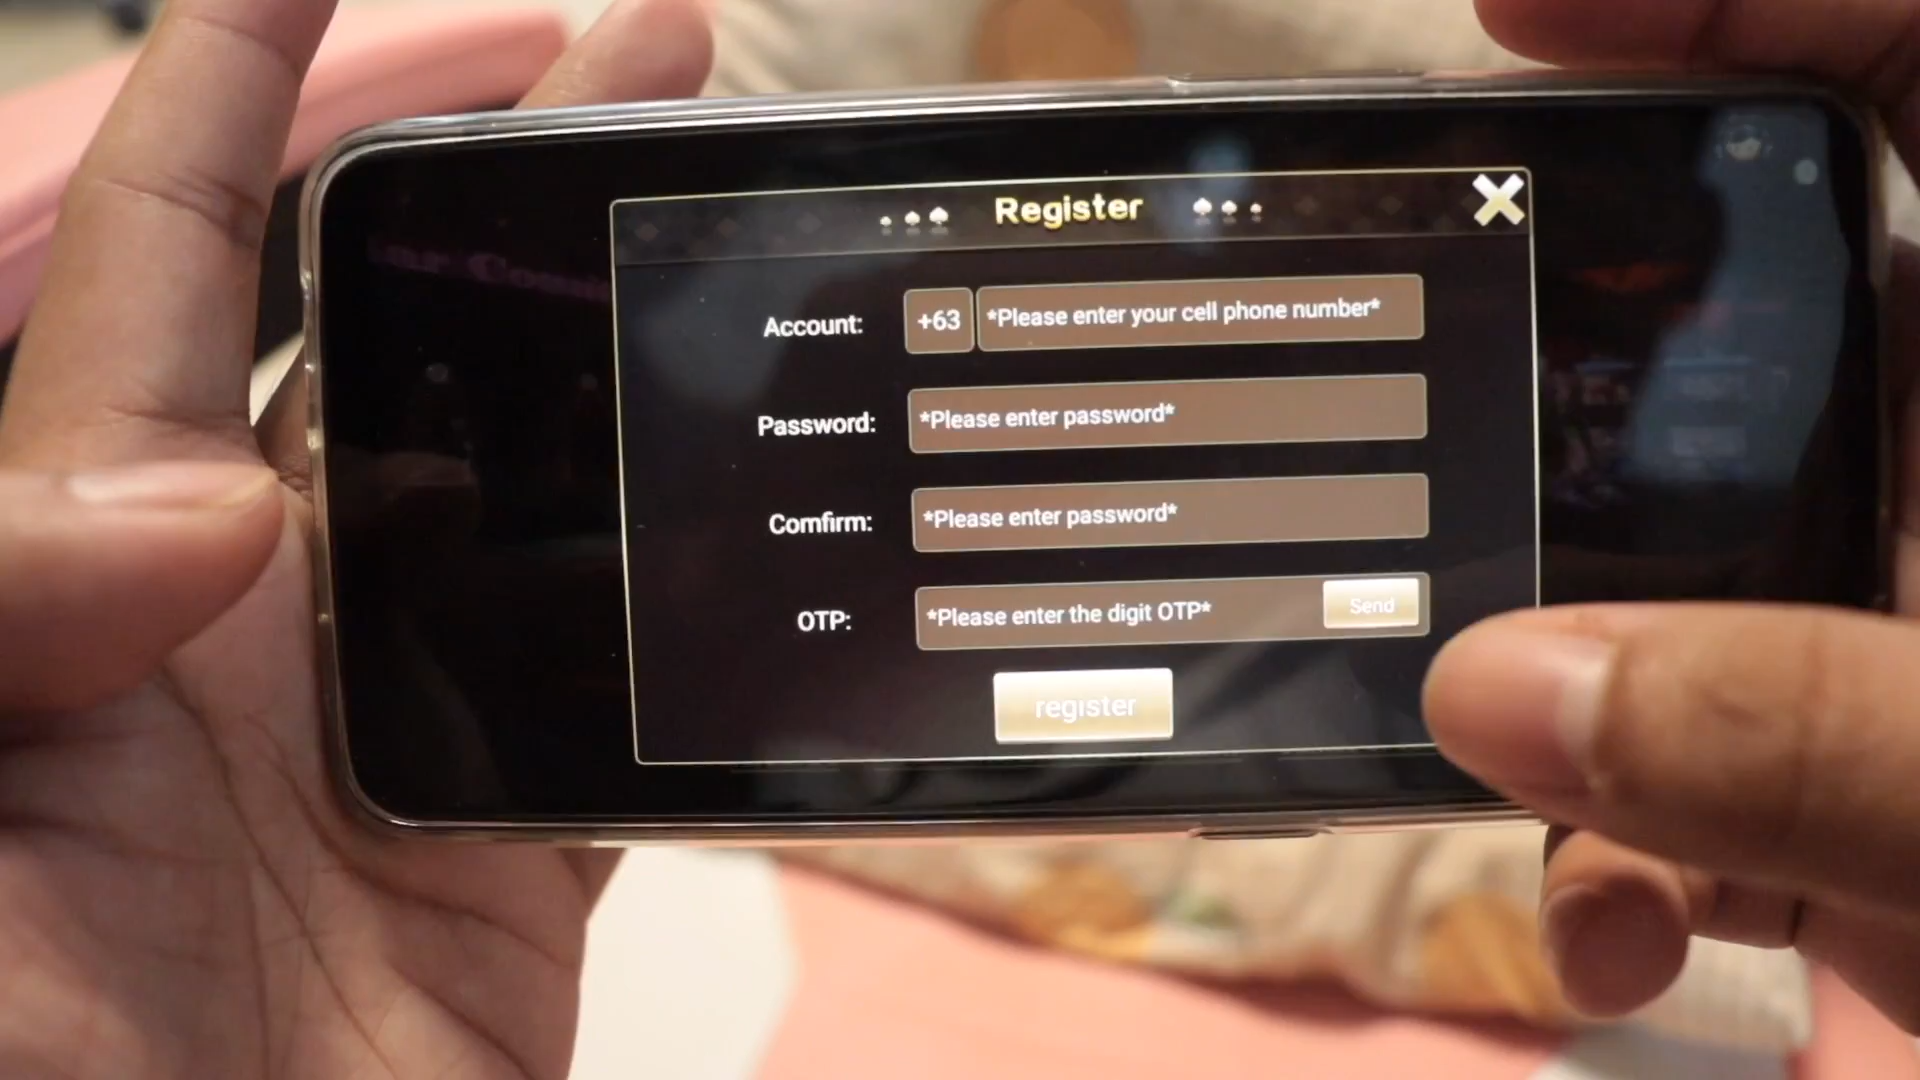 Register
Account: +63 *Please enter your cell phone number*
Password: *Please enter password*
Comfirm: *Please enter password*
OTP: *Please enter the digit OTP* Send
register